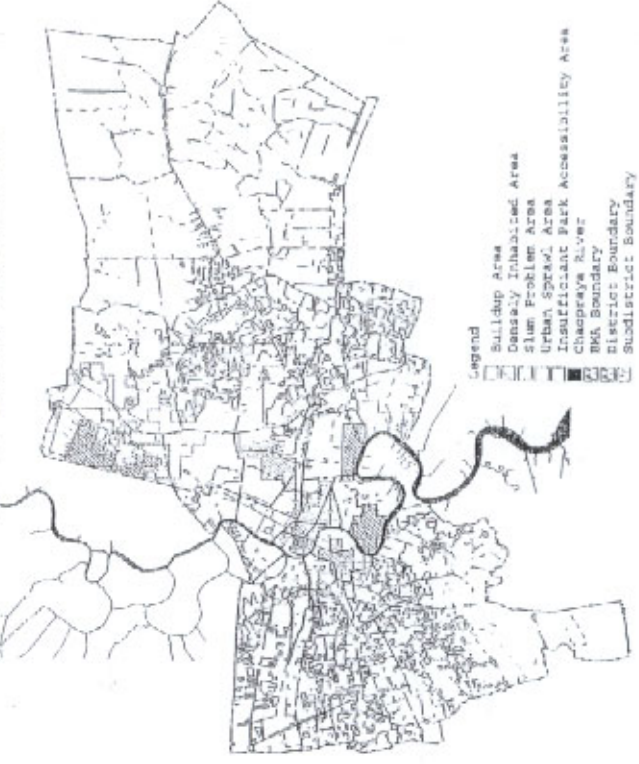 Legend
Buildup Area
Densely Inhabited Area
Slum Problem Area
Urban Sprawl Area
Insufficient Park Accessibility Area
Chaopraya River
BMA Boundary
District Boundary
Subdistrict Boundary